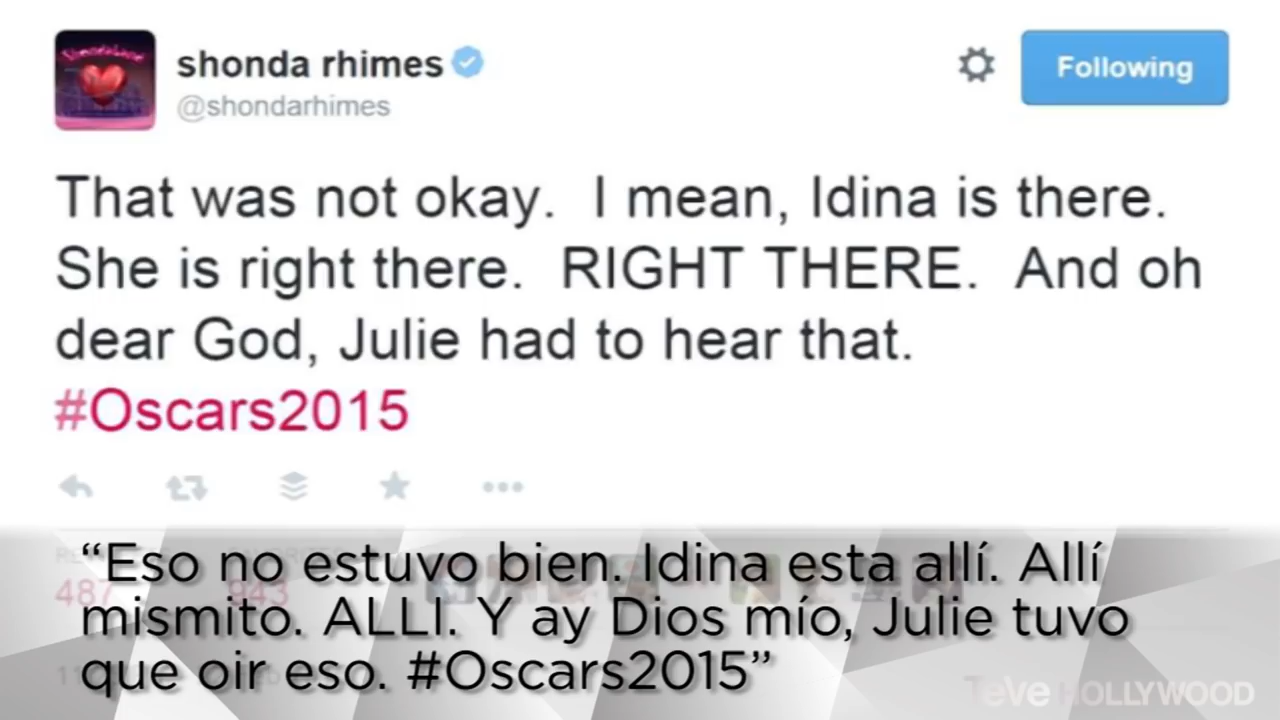 shonda rhimes
@shondarhimes
Following
That was not okay. I mean, Idina is there.
She is right there. RIGHT THERE. And oh
dear God, Julie had to hear that.
#Oscars2015
487 943
“Eso no estuvo bien. Idina esta allí. Allí
mismito. ALLI. Y ay Dios mío, Julie tuvo
que oir eso. #Oscars2015”
TeVe HOLLYWOOD